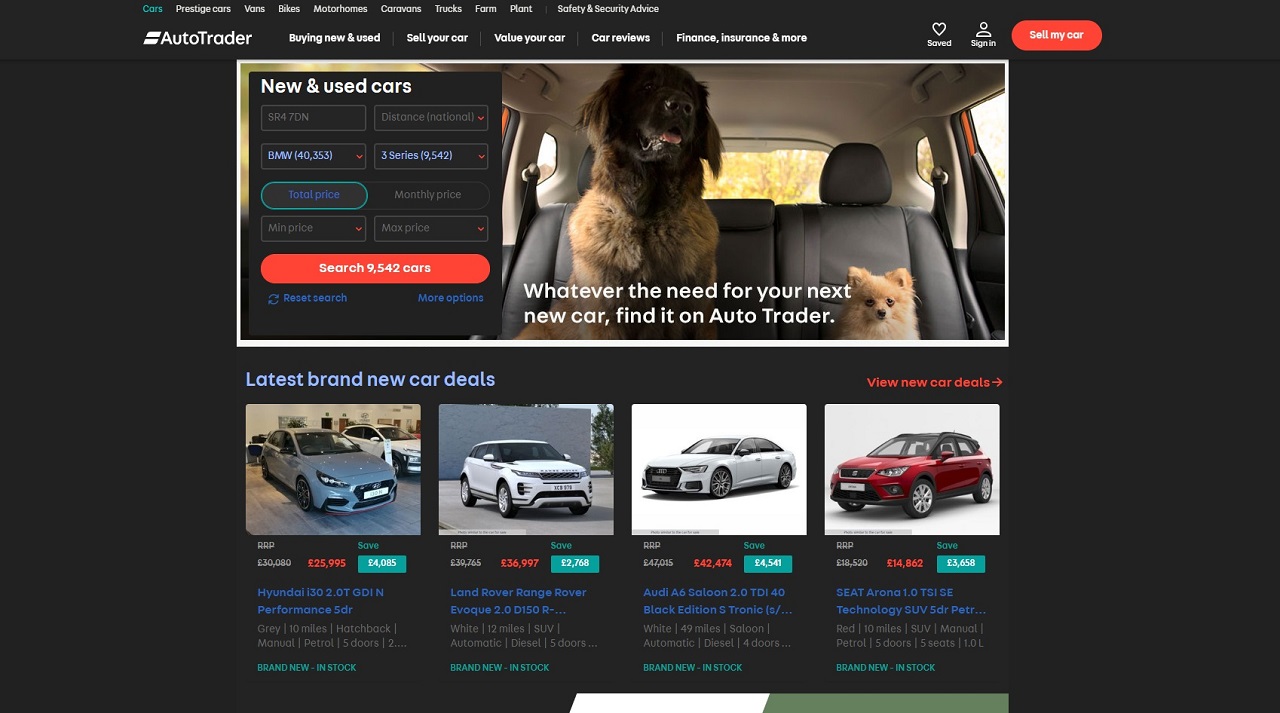 Cars Prestige cars Vans Bikes Motorhomes Caravans Trucks Farm Plant Safety & Security Advice
AutoTrader
Buying new & used Sell your car Value your car Car reviews Finance, insurance & more
Saved Sign in Sell my car
New & used cars
SR4 7DN Distance (national)
BMW (40,353) 3 Series (9,542)
Total price Monthly price
Min price Max price
Search 9,542 cars
Reset search More options
Whatever the need for your next
new car, find it on Auto Trader.
Latest brand new car deals
View new car deals
RRP Save
£30,080 £25,995 £4,085
Hyundai i30 2.0T GDI N
Performance 5dr
Grey | 10 miles | Hatchback |
Manual | Petrol | 5 doors | 2....
BRAND NEW - IN STOCK
RRP Save
£39,765 £36,997 £2,768
Land Rover Range Rover
Evoque 2.0 D150 R-...
White | 12 miles | SUV |
Automatic | Diesel | 5 doors ...
BRAND NEW - IN STOCK
RRP Save
£47,015 £42,474 £4,541
Audi A6 Saloon 2.0 TDI 40
Black Edition S Tronic (s/...
White | 49 miles | Saloon |
Automatic | Diesel | 4 doors ...
BRAND NEW - IN STOCK
RRP Save
£18,520 £14,862 £3,658
SEAT Arona 1.0 TSI SE
Technology SUV 5dr Petr...
Red | 10 miles | SUV | Manual |
Petrol | 5 doors | 5 seats | 1.0 L
BRAND NEW - IN STOCK